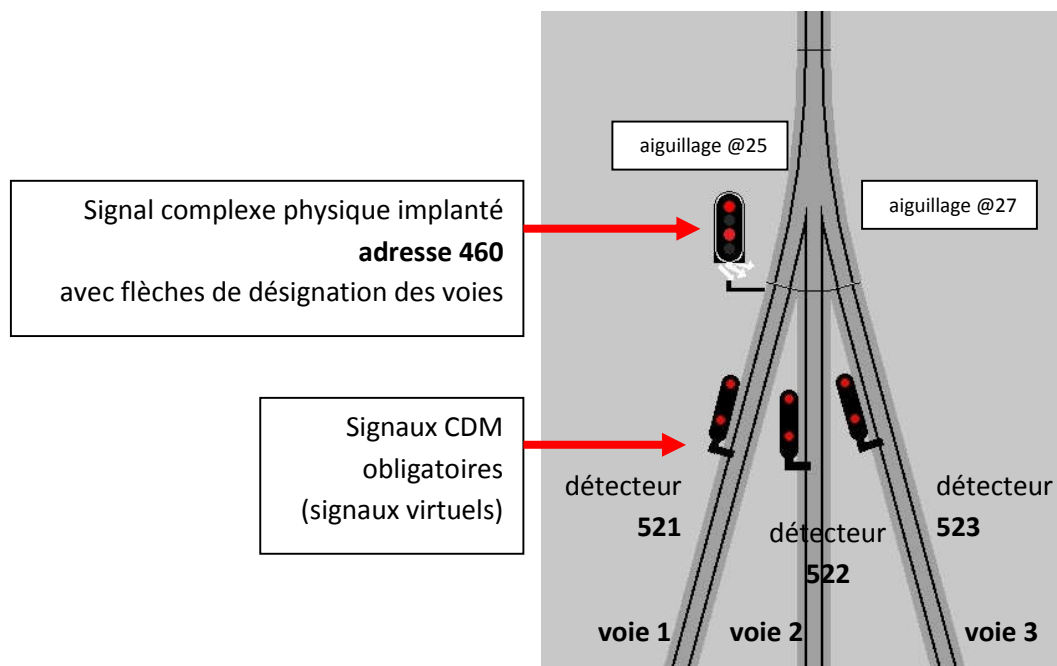 aiguillage @25
Signal complexe physique implanté
adresse 460
avec flèches de désignation des voies
aiguillage @27
Signaux CDM
obligatoires
(signaux virtuels)
détecteur
521
détecteur
522
détecteur
523
voie 1
voie 2
voie 3